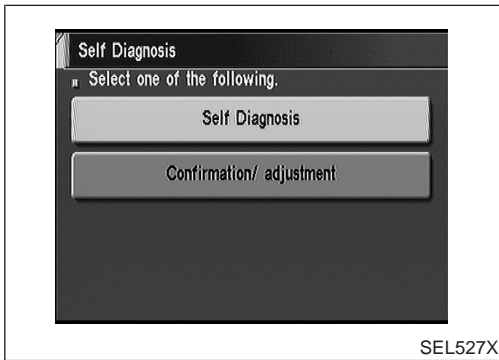 Self Diagnosis
Select one of the following.
Self Diagnosis
Confirmation/ adjustment
SEL527X